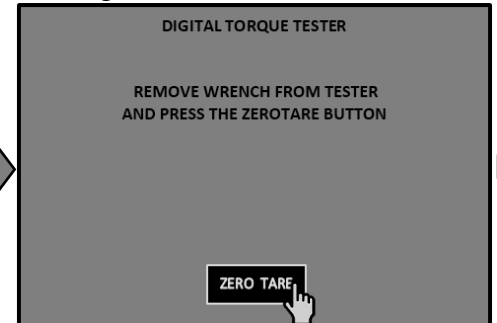 DIGITAL TORQUE TESTER
REMOVE WRENCH FROM TESTER
AND PRESS THE ZEROTARE BUTTON
ZERO TARE